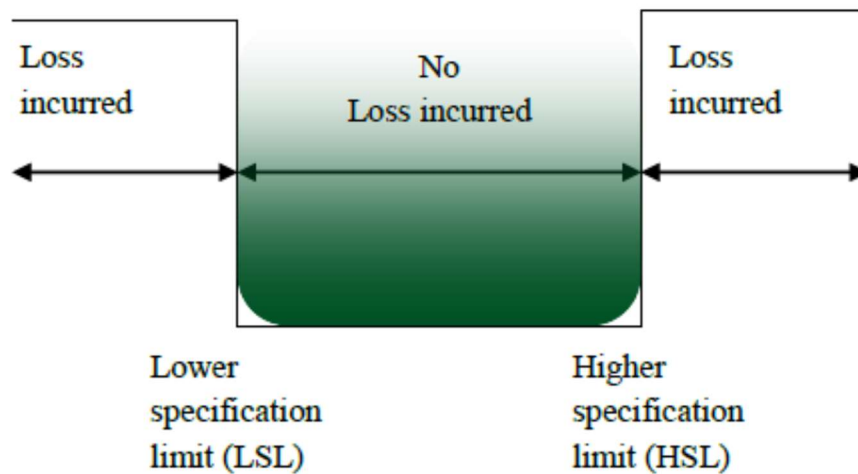 Loss
incurred
No
Loss incurred
Loss
incurred
Lower
specification
limit (LSL)
Higher
specification
limit (HSL)